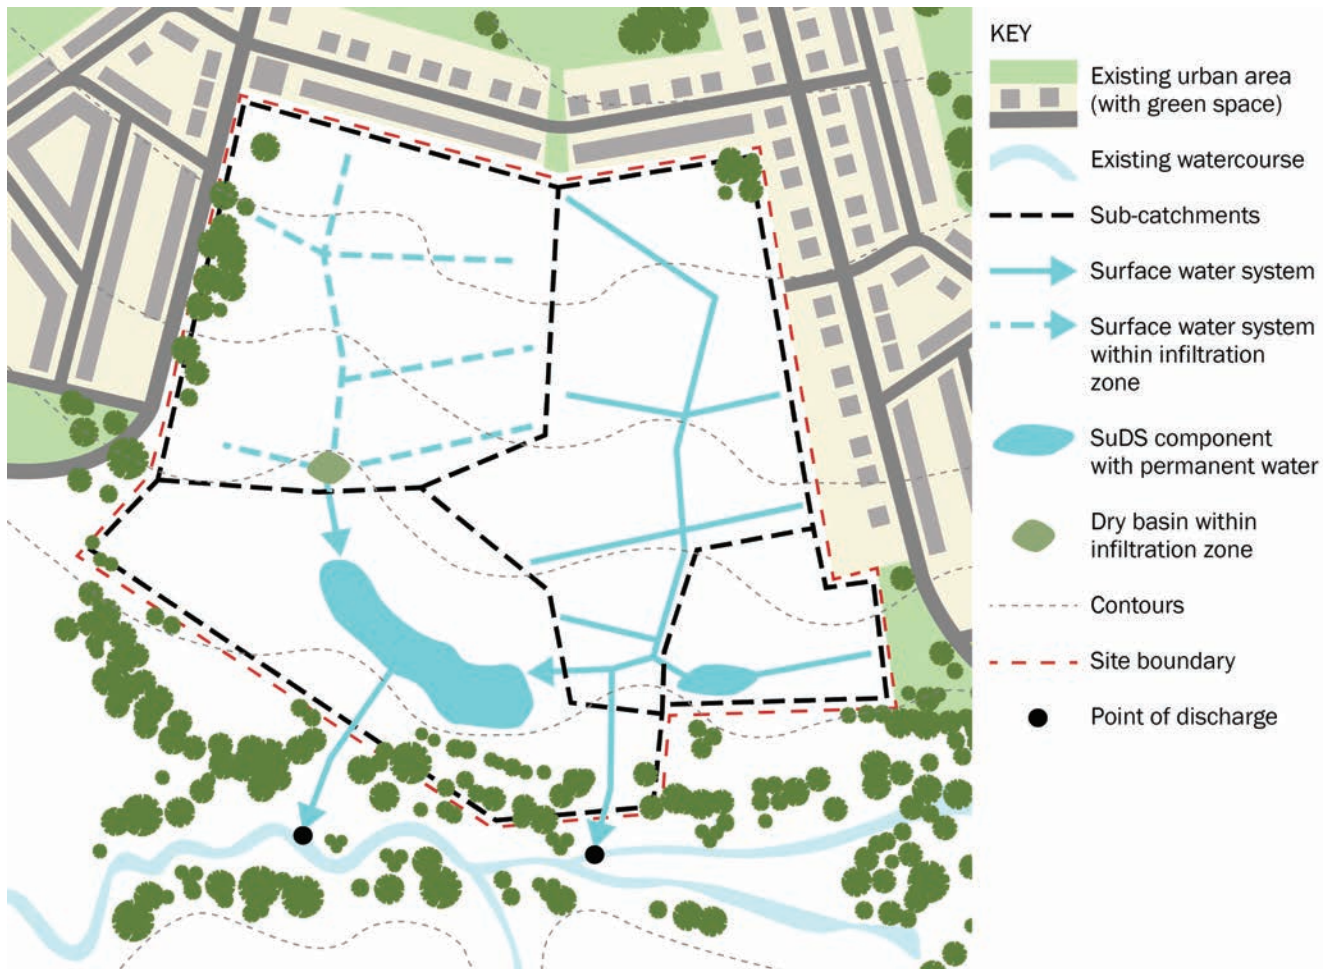 KEY
Existing urban area
(with green space)
Existing watercourse
Sub-catchments
Surface water system
Surface water system
within infiltration
zone
SuDS component
with permanent water
Dry basin within
infiltration zone
Contours
Site boundary
Point of discharge